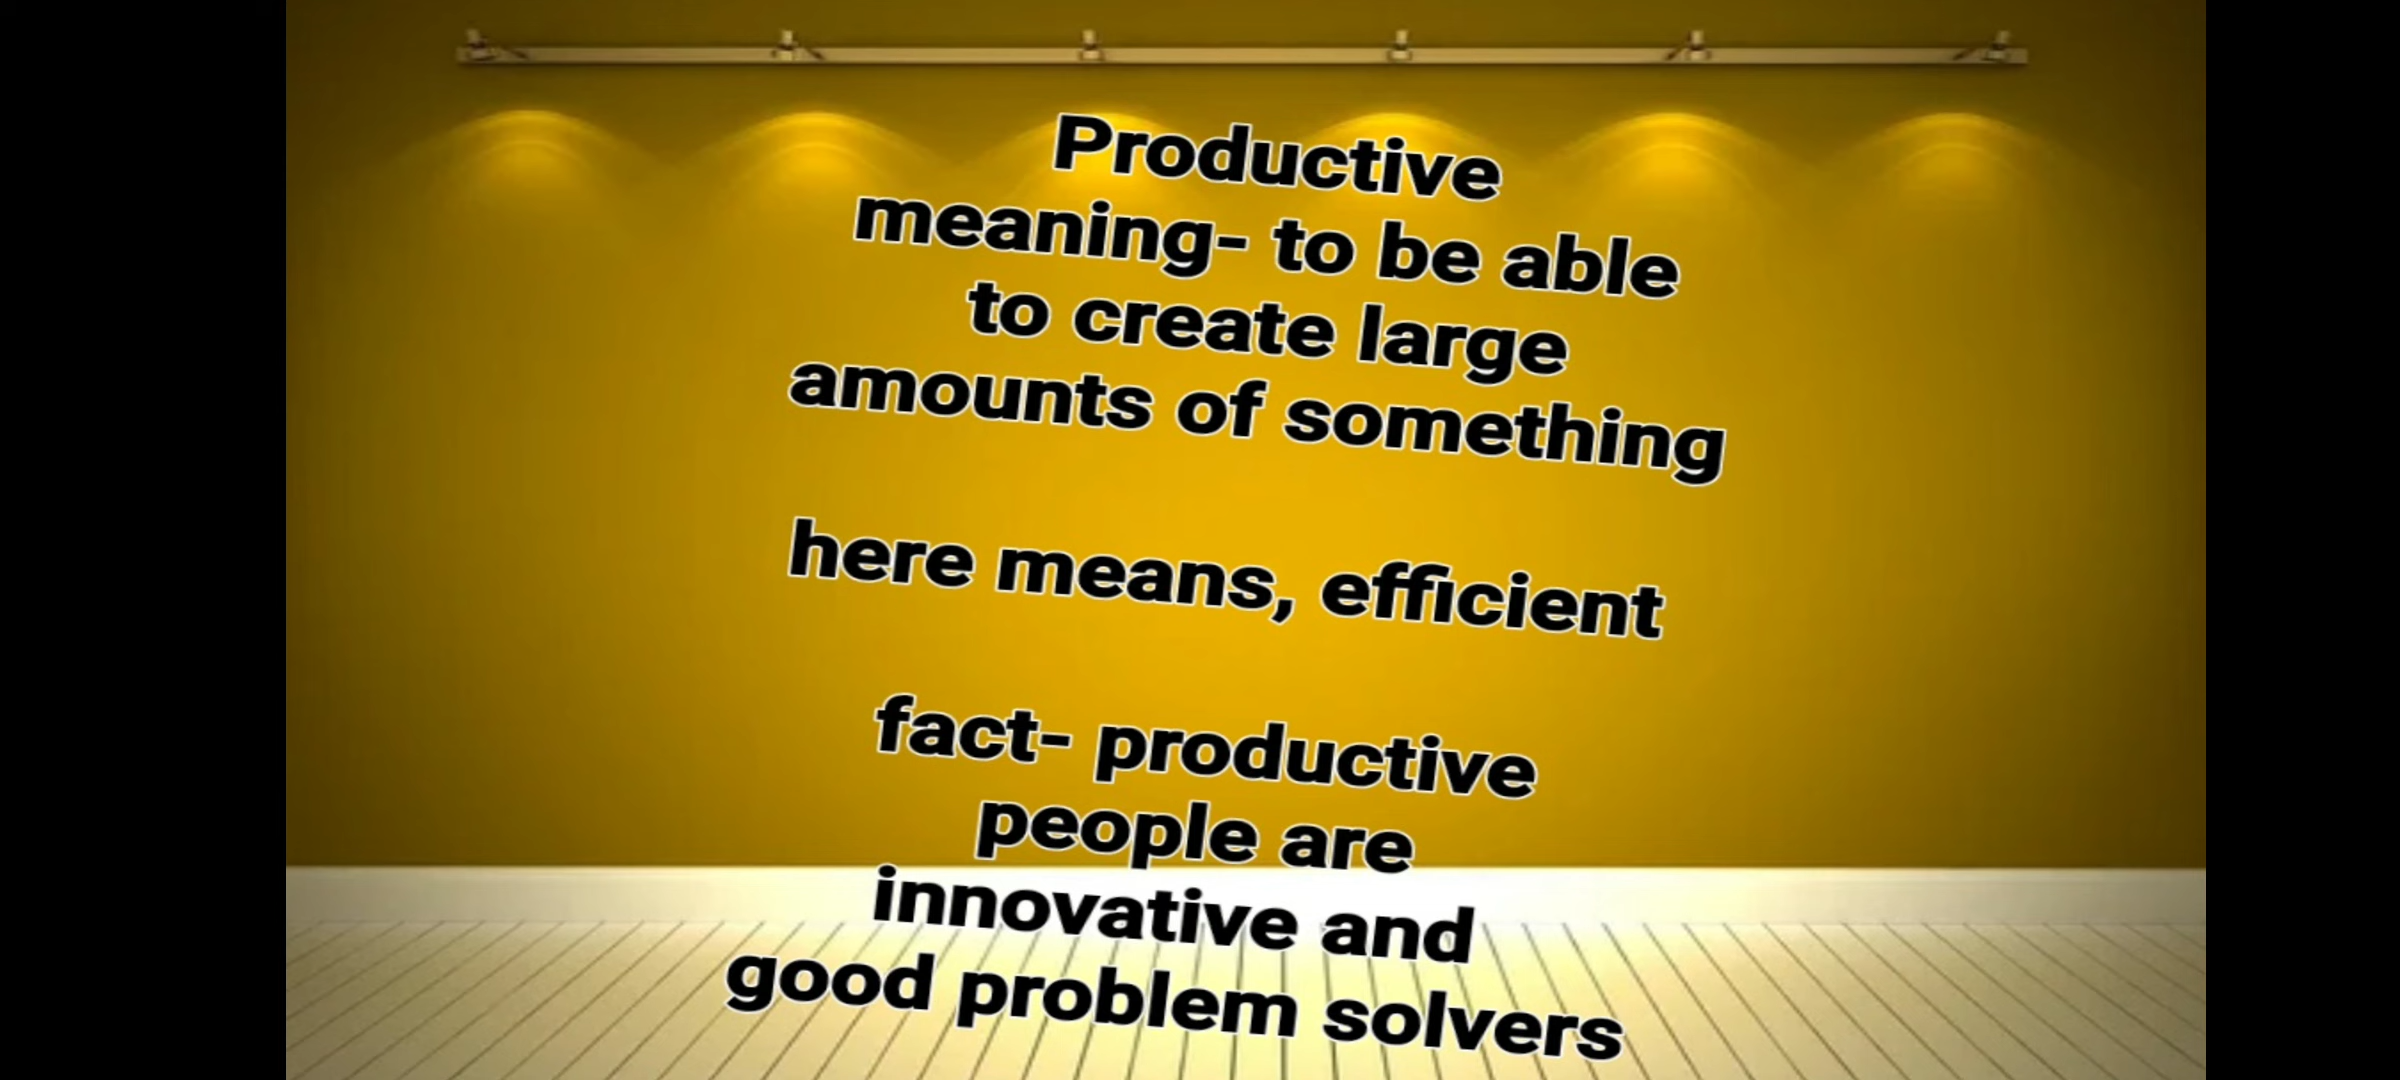 Productive
meaning- to be able
to create large
amounts of something
here means, efficient
fact- productive
people are
innovative and
good problem solvers